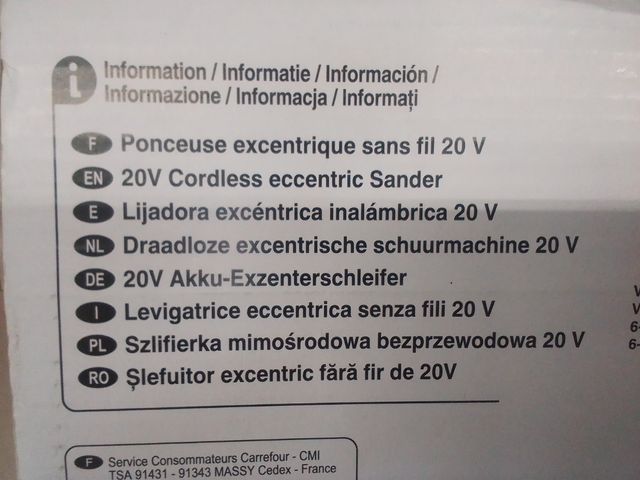 i Information / Informatie / Información /
Informazione / Informacja / Informați
F Ponceuse excentrique sans fil 20 V
EN 20V Cordless eccentric Sander
E Lijadora excéntrica inalámbrica 20 V
NL Draadloze excentrische schuurmachine 20 V
DE 20V Akku-Exzenterschleifer
I Levigatrice eccentrica senza fili 20 V
PL Szlifierka mimośrodowa bezprzewodowa 20 V
RO Șlefuitor excentric fără fir de 20V
F Service Consommateurs Carrefour - CMI
TSA 91431 - 91343 MASSY Cedex - France